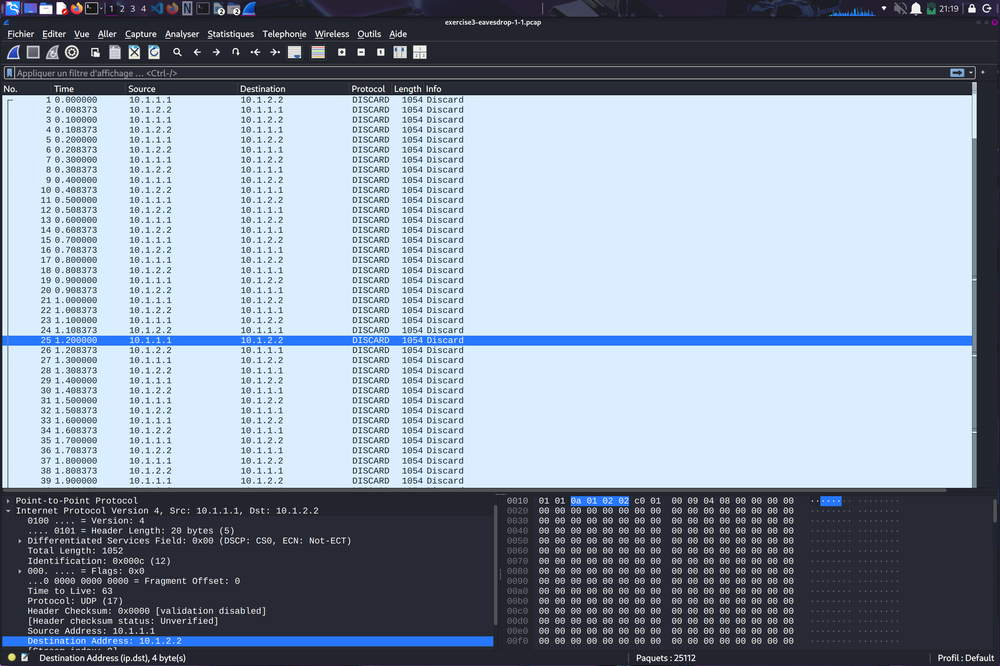 1 2 3 4 2 2 21:19
exercise3-eavesdrop-1-1.pcap
Fichier Editer Vue Aller Capture Analyser Statistiques Telephonie Wireless Outils Aide
Appliquer un filtre d'affichage … <Ctrl-/>
No. Time Source Destination Protocol Length Info
1 0.000000 10.1.1.1 10.1.2.2 DISCARD 1054 Discard
2 0.008373 10.1.2.2 10.1.1.1 DISCARD 1054 Discard
3 0.100000 10.1.1.1 10.1.2.2 DISCARD 1054 Discard
4 0.108373 10.1.2.2 10.1.1.1 DISCARD 1054 Discard
5 0.200000 10.1.1.1 10.1.2.2 DISCARD 1054 Discard
6 0.208373 10.1.2.2 10.1.1.1 DISCARD 1054 Discard
7 0.300000 10.1.1.1 10.1.2.2 DISCARD 1054 Discard
8 0.308373 10.1.2.2 10.1.1.1 DISCARD 1054 Discard
9 0.400000 10.1.1.1 10.1.2.2 DISCARD 1054 Discard
10 0.408373 10.1.2.2 10.1.1.1 DISCARD 1054 Discard
11 0.500000 10.1.1.1 10.1.2.2 DISCARD 1054 Discard
12 0.508373 10.1.2.2 10.1.1.1 DISCARD 1054 Discard
13 0.600000 10.1.1.1 10.1.2.2 DISCARD 1054 Discard
14 0.608373 10.1.2.2 10.1.1.1 DISCARD 1054 Discard
15 0.700000 10.1.1.1 10.1.2.2 DISCARD 1054 Discard
16 0.708373 10.1.2.2 10.1.1.1 DISCARD 1054 Discard
17 0.800000 10.1.1.1 10.1.2.2 DISCARD 1054 Discard
18 0.808373 10.1.2.2 10.1.1.1 DISCARD 1054 Discard
19 0.900000 10.1.1.1 10.1.2.2 DISCARD 1054 Discard
20 0.908373 10.1.2.2 10.1.1.1 DISCARD 1054 Discard
21 1.000000 10.1.1.1 10.1.2.2 DISCARD 1054 Discard
22 1.008373 10.1.2.2 10.1.1.1 DISCARD 1054 Discard
23 1.100000 10.1.1.1 10.1.2.2 DISCARD 1054 Discard
24 1.108373 10.1.2.2 10.1.1.1 DISCARD 1054 Discard
25 1.200000 10.1.1.1 10.1.2.2 DISCARD 1054 Discard
26 1.208373 10.1.2.2 10.1.1.1 DISCARD 1054 Discard
27 1.300000 10.1.1.1 10.1.2.2 DISCARD 1054 Discard
28 1.308373 10.1.2.2 10.1.1.1 DISCARD 1054 Discard
29 1.400000 10.1.1.1 10.1.2.2 DISCARD 1054 Discard
30 1.408373 10.1.2.2 10.1.1.1 DISCARD 1054 Discard
31 1.500000 10.1.1.1 10.1.2.2 DISCARD 1054 Discard
32 1.508373 10.1.2.2 10.1.1.1 DISCARD 1054 Discard
33 1.600000 10.1.1.1 10.1.2.2 DISCARD 1054 Discard
34 1.608373 10.1.2.2 10.1.1.1 DISCARD 1054 Discard
35 1.700000 10.1.1.1 10.1.2.2 DISCARD 1054 Discard
36 1.708373 10.1.2.2 10.1.1.1 DISCARD 1054 Discard
37 1.800000 10.1.1.1 10.1.2.2 DISCARD 1054 Discard
38 1.808373 10.1.2.2 10.1.1.1 DISCARD 1054 Discard
39 1.900000 10.1.1.1 10.1.2.2 DISCARD 1054 Discard
Point-to-Point Protocol
Internet Protocol Version 4, Src: 10.1.1.1, Dst: 10.1.2.2
0100 .... = Version: 4
.... 0101 = Header Length: 20 bytes (5)
Differentiated Services Field: 0x00 (DSCP: CS0, ECN: Not-ECT)
Total Length: 1052
Identification: 0x000c (12)
000. .... = Flags: 0x0
...0 0000 0000 0000 = Fragment Offset: 0
Time to Live: 63
Protocol: UDP (17)
Header Checksum: 0x0000 [validation disabled]
[Header checksum status: Unverified]
Source Address: 10.1.1.1
Destination Address: 10.1.2.2
[Stream index: 0]
0010 01 01 0a 01 02 02 c0 01 00 09 04 08 00 00 00 00 ········ ········
0020 00 00 00 00 00 00 00 00 00 00 00 00 00 00 00 00 ········ ········
0030 00 00 00 00 00 00 00 00 00 00 00 00 00 00 00 00 ········ ········
0040 00 00 00 00 00 00 00 00 00 00 00 00 00 00 00 00 ········ ········
0050 00 00 00 00 00 00 00 00 00 00 00 00 00 00 00 00 ········ ········
0060 00 00 00 00 00 00 00 00 00 00 00 00 00 00 00 00 ········ ········
0070 00 00 00 00 00 00 00 00 00 00 00 00 00 00 00 00 ········ ········
0080 00 00 00 00 00 00 00 00 00 00 00 00 00 00 00 00 ········ ········
0090 00 00 00 00 00 00 00 00 00 00 00 00 00 00 00 00 ········ ········
00a0 00 00 00 00 00 00 00 00 00 00 00 00 00 00 00 00 ········ ········
00b0 00 00 00 00 00 00 00 00 00 00 00 00 00 00 00 00 ········ ········
00c0 00 00 00 00 00 00 00 00 00 00 00 00 00 00 00 00 ········ ········
00d0 00 00 00 00 00 00 00 00 00 00 00 00 00 00 00 00 ········ ········
00e0 00 00 00 00 00 00 00 00 00 00 00 00 00 00 00 00 ········ ········
00f0 00 00 00 00 00 00 00 00 00 00 00 00 00 00 00 00 ········ ········
Destination Address (ip.dst), 4 byte(s) Paquets : 25112 Profil : Default